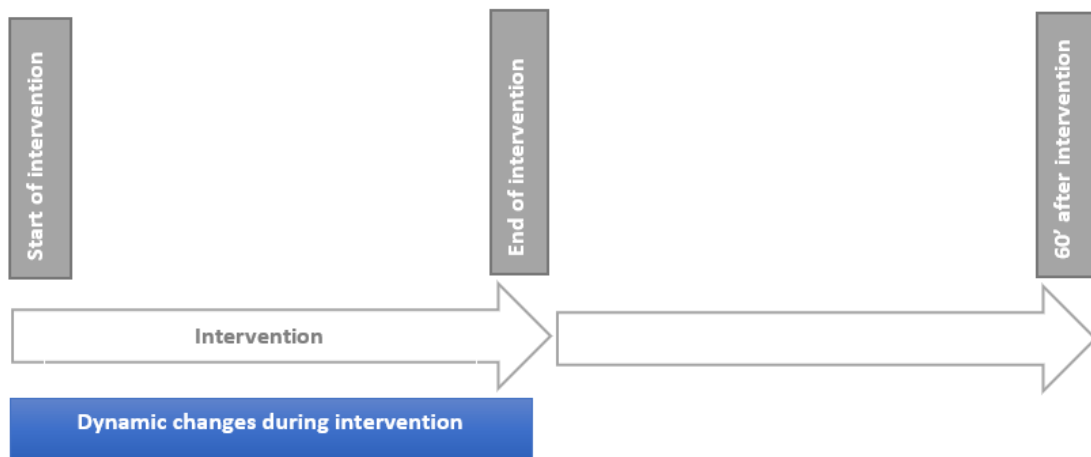 Start of intervention
End of intervention
60’ after intervention
Intervention
Dynamic changes during intervention